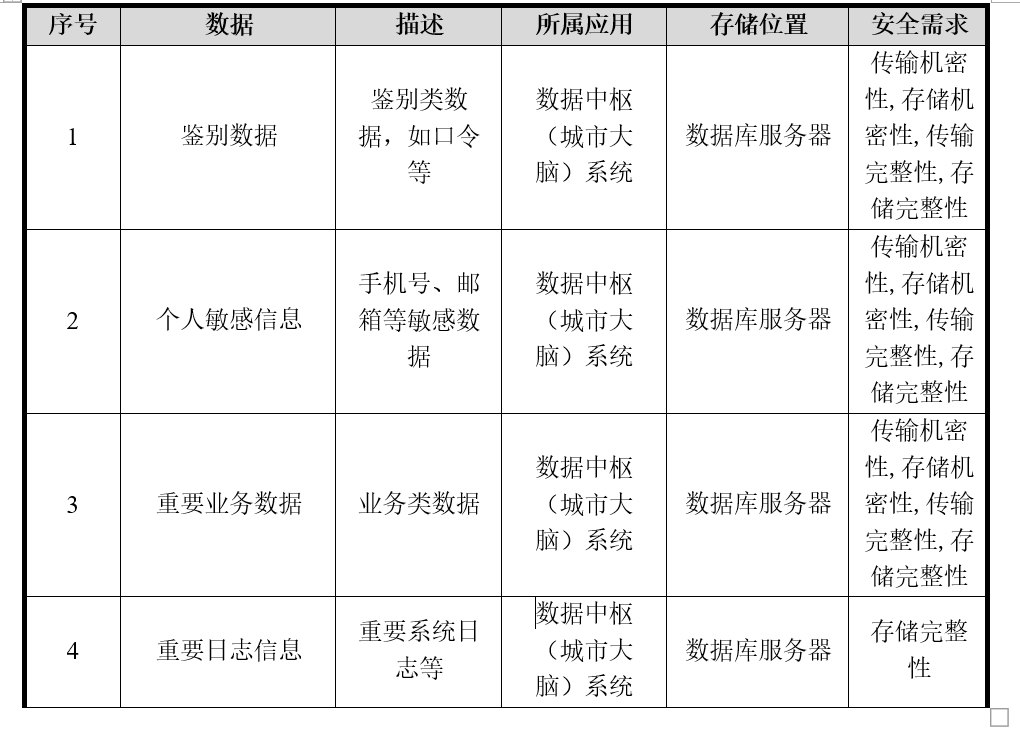 序号 数据 描述 所属应用 存储位置 安全需求
1
鉴别数据
鉴别类数
据，如口令
等
数据中枢
（城市大
脑）系统
数据库服务器
传输机密
性,存储机
密性,传输
完整性,存
储完整性
2
个人敏感信息
手机号、邮
箱等敏感数
据
数据中枢
（城市大
脑）系统
数据库服务器
传输机密
性,存储机
密性,传输
完整性,存
储完整性
3
重要业务数据
业务类数据
数据中枢
（城市大
脑）系统
数据库服务器
传输机密
性,存储机
密性,传输
完整性,存
储完整性
4
重要日志信息
重要系统日
志等
数据中枢
（城市大
脑）系统
数据库服务器
存储完整
性